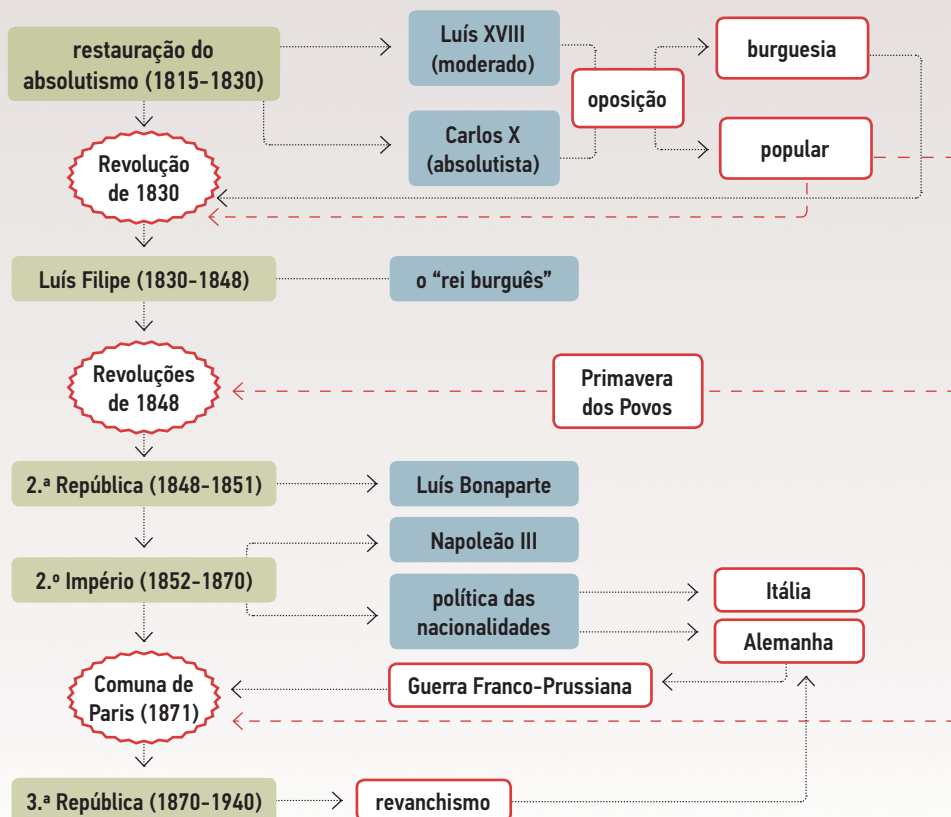 restauração do
absolutismo (1815-1830)
Luís XVIII
(moderado)
Carlos X
(absolutista)
oposição
burguesia
popular
Revolução
de 1830
Luís Filipe (1830-1848)
o “rei burguês”
Revoluções
de 1848
Primavera
dos Povos
2.ª República (1848-1851)
Luís Bonaparte
2.º Império (1852-1870)
Napoleão III
política das
nacionalidades
Itália
Alemanha
Comuna de
Paris (1871)
Guerra Franco-Prussiana
3.ª República (1870-1940)
revanchismo